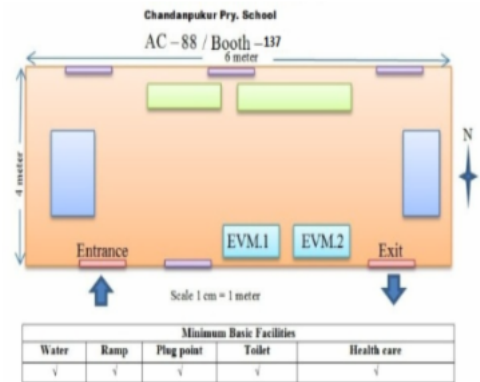 Chandanpukur Pry. School
AC – 88 / Booth –137
6 meter
4 meter
N
EVM.1 EVM.2
Entrance Exit
Scale 1 cm = 1 meter
Minimum Basic Facilities
Water Ramp Plug point Toilet Health care
√ √ √ √ √